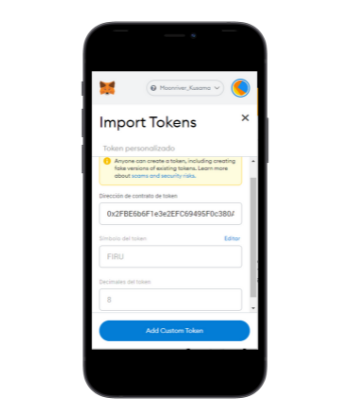 Moonriver_Kusama
Import Tokens
×
Token personalizado
Anyone can create a token, including creating
fake versions of existing tokens. Learn more
about scams and security risks.
Dirección de contrato de token
0x2FBE6b6F1e3e2EFC69495F0c380A
Símbolo del token
Editar
FIRU
Decimales del token
8
Add Custom Token